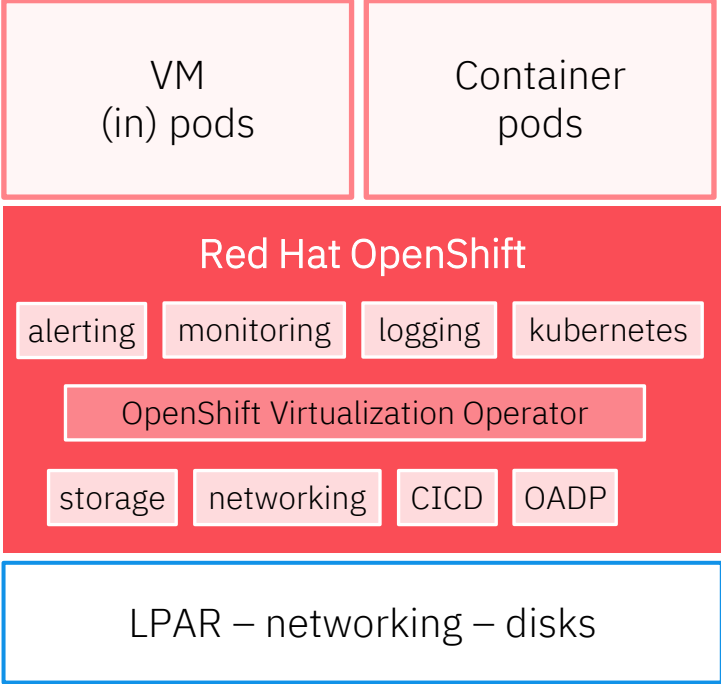 VM
(in) pods
Container
pods
Red Hat OpenShift
alerting
monitoring
logging
kubernetes
OpenShift Virtualization Operator
storage
networking
CICD
OADP
LPAR – networking – disks